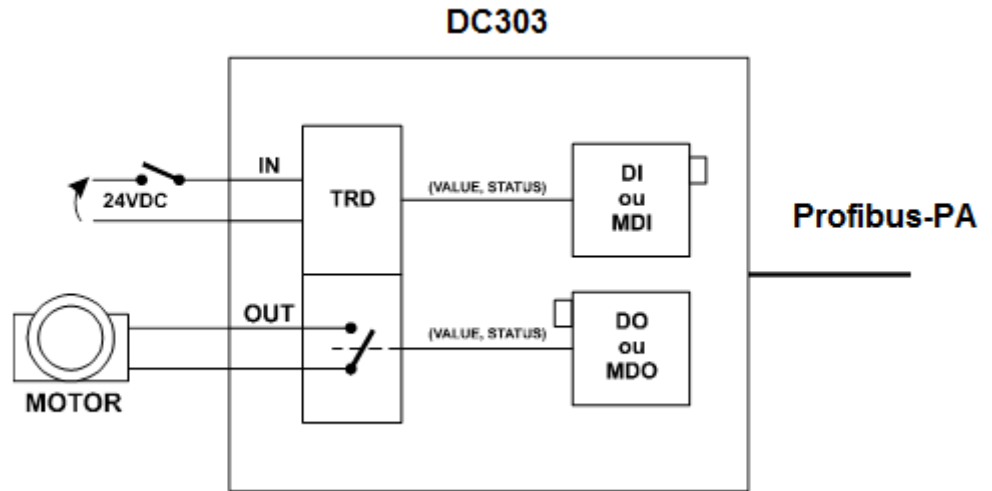 DC303
IN
24VDC
TRD
(VALUE, STATUS)
DI
ou
MDI
Profibus-PA
OUT
(VALUE, STATUS)
DO
ou
MDO
MOTOR